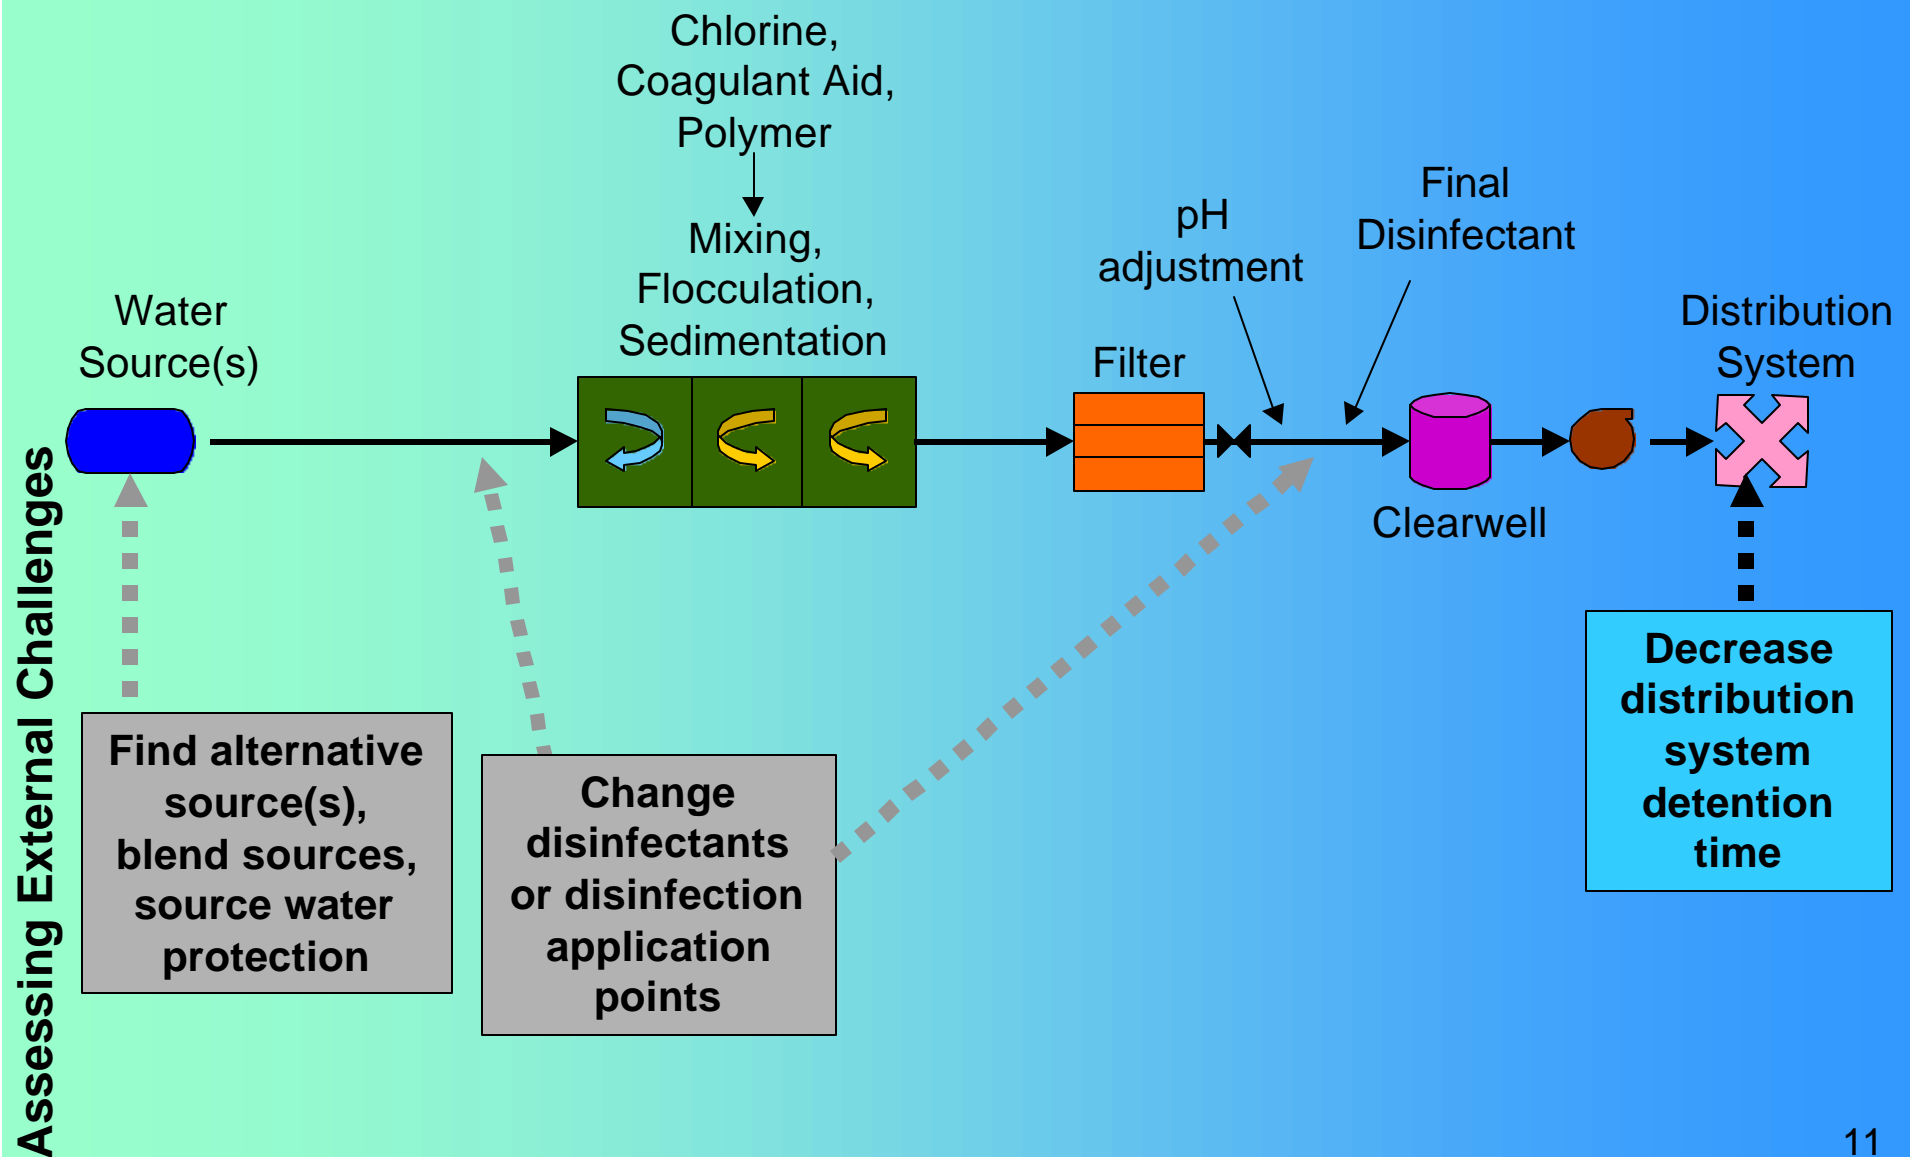 Assessing External Challenges
Chlorine,
Coagulant Aid,
Polymer
Mixing,
Flocculation,
Sedimentation
Water
Source(s)
Filter
pH
adjustment
Final
Disinfectant
Clearwell
Distribution
System
Find alternative
source(s),
blend sources,
source water
protection
Change
disinfectants
or disinfection
application
points
Decrease
distribution
system
detention
time
11